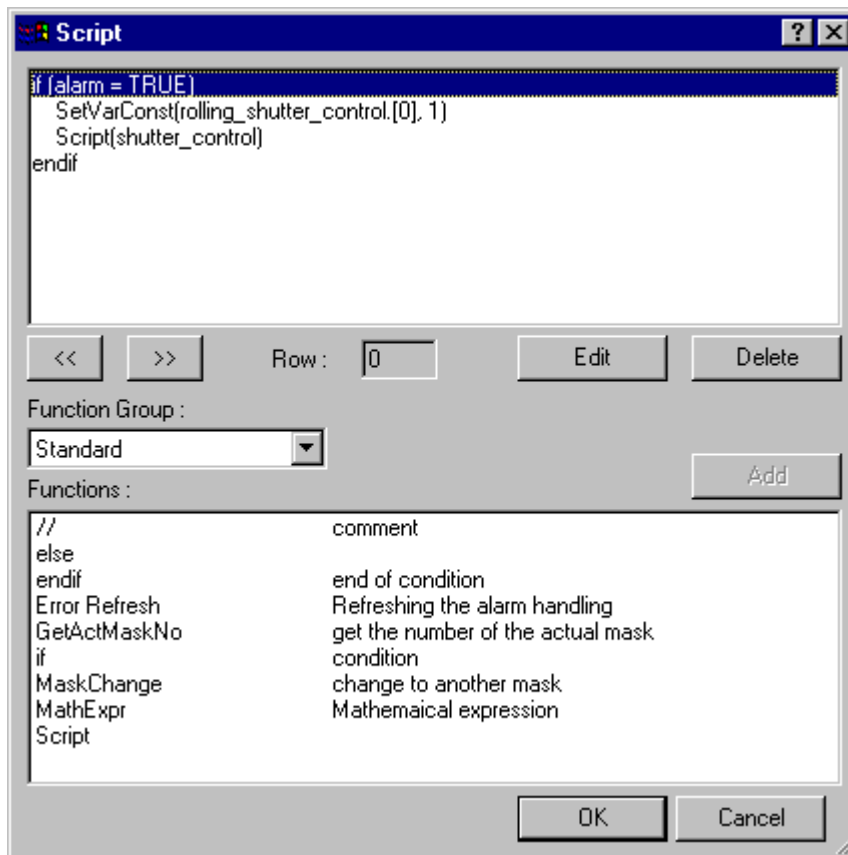 Script
if (alarm = TRUE)
SetVarConst(rolling_shutter_control.[0], 1)
Script(shutter_control)
endif
<< >> Row : 0 Edit Delete
Function Group :
Standard
Add
Functions :
// comment
else
endif end of condition
Error Refresh Refreshing the alarm handling
GetActMaskNo get the number of the actual mask
if condition
MaskChange change to another mask
MathExpr Mathemaical expression
Script
OK Cancel